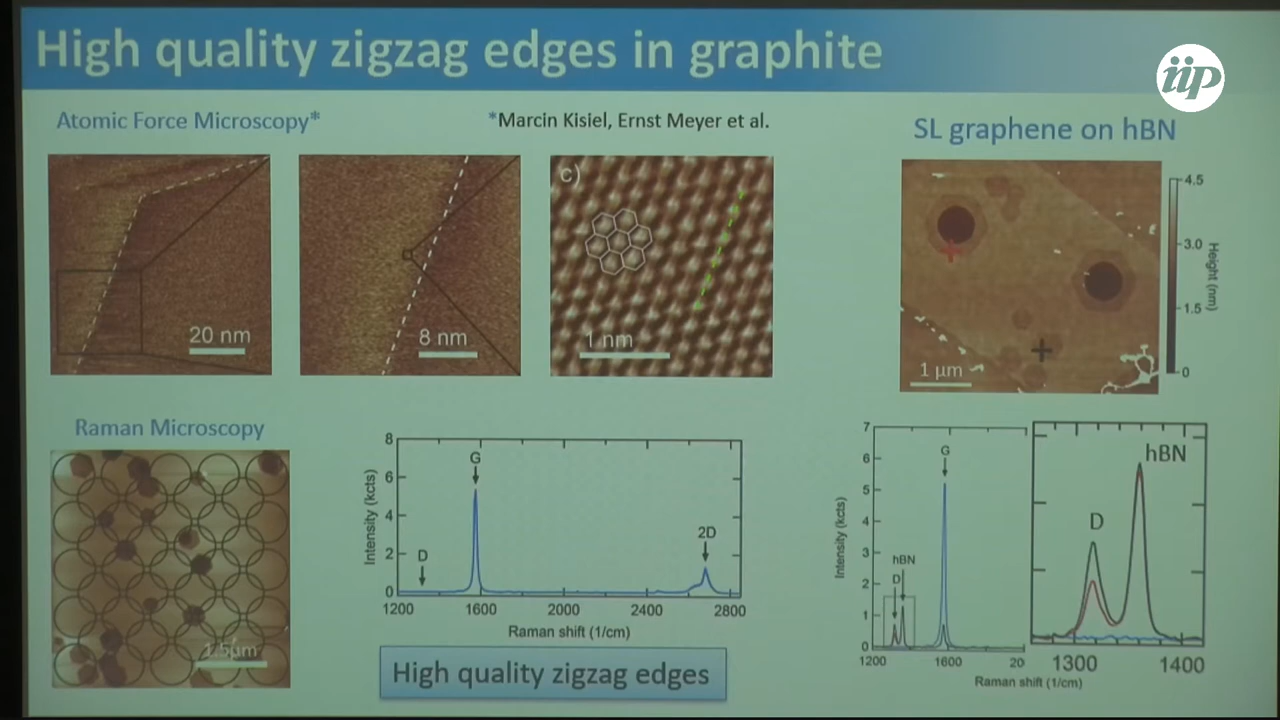 High quality zigzag edges in graphite
iip
Atomic Force Microscopy*
*Marcin Kisiel, Ernst Meyer et al.
SL graphene on hBN
20 nm
8 nm
c)
1 nm
1 µm
4.5
3.0
1.5
0
Height (nm)
Raman Microscopy
1.5µm
8
6
4
2
0
Intensity (kcts)
D
G
2D
1200
1600
2000
2400
2800
Raman shift (1/cm)
High quality zigzag edges
7
6
5
4
3
2
1
0
Intensity (kcts)
D
hBN
G
1200
1600
20
Raman shift (1/cm)
D
hBN
1300
1400